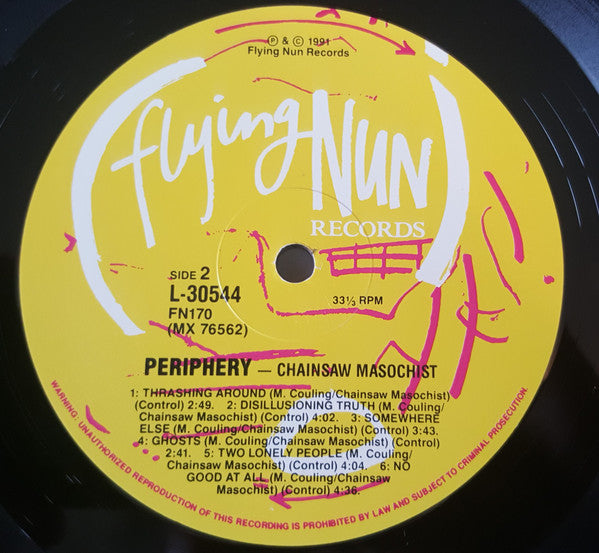 ℗ & © 1991
Flying Nun Records
flying NUN
RECORDS
SIDE 2
L-30544
33⅓ RPM
FN170
(MX 76562)
PERIPHERY — CHAINSAW MASOCHIST
1: THRASHING AROUND (M. Couling/Chainsaw Masochist)
(Control) 2:49. 2: DISILLUSIONING TRUTH (M. Couling/
Chainsaw Masochist) (Control) 4:02. 3: SOMEWHERE
ELSE (M. Couling/Chainsaw Masochist) (Control) 3:43.
4: GHOSTS (M. Couling/Chainsaw Masochist) (Control)
2:41. 5: TWO LONELY PEOPLE (M. Couling/
Chainsaw Masochist) (Control) 4:04. 6: NO
GOOD AT ALL (M. Couling/Chainsaw
Masochist) (Control) 4:36.
WARNING: UNAUTHORIZED REPRODUCTION OF THIS RECORDING IS PROHIBITED BY LAW AND SUBJECT TO CRIMINAL PROSECUTION.